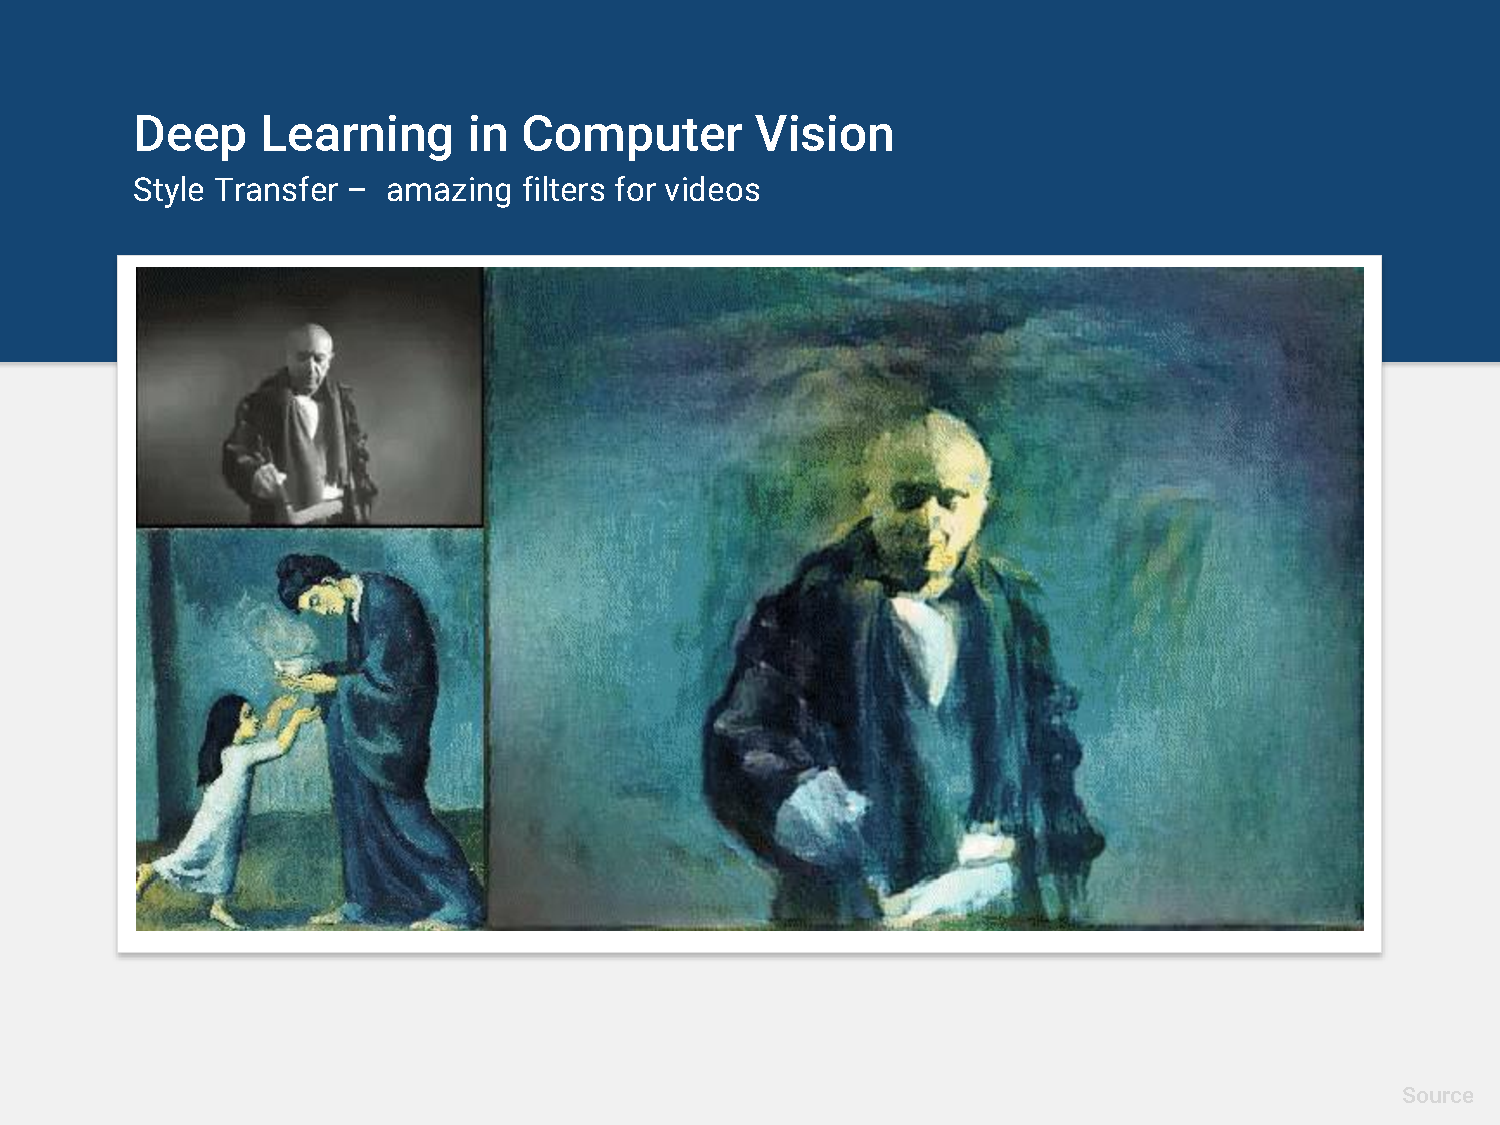 Deep Learning in Computer Vision
Style Transfer – amazing filters for videos
Source